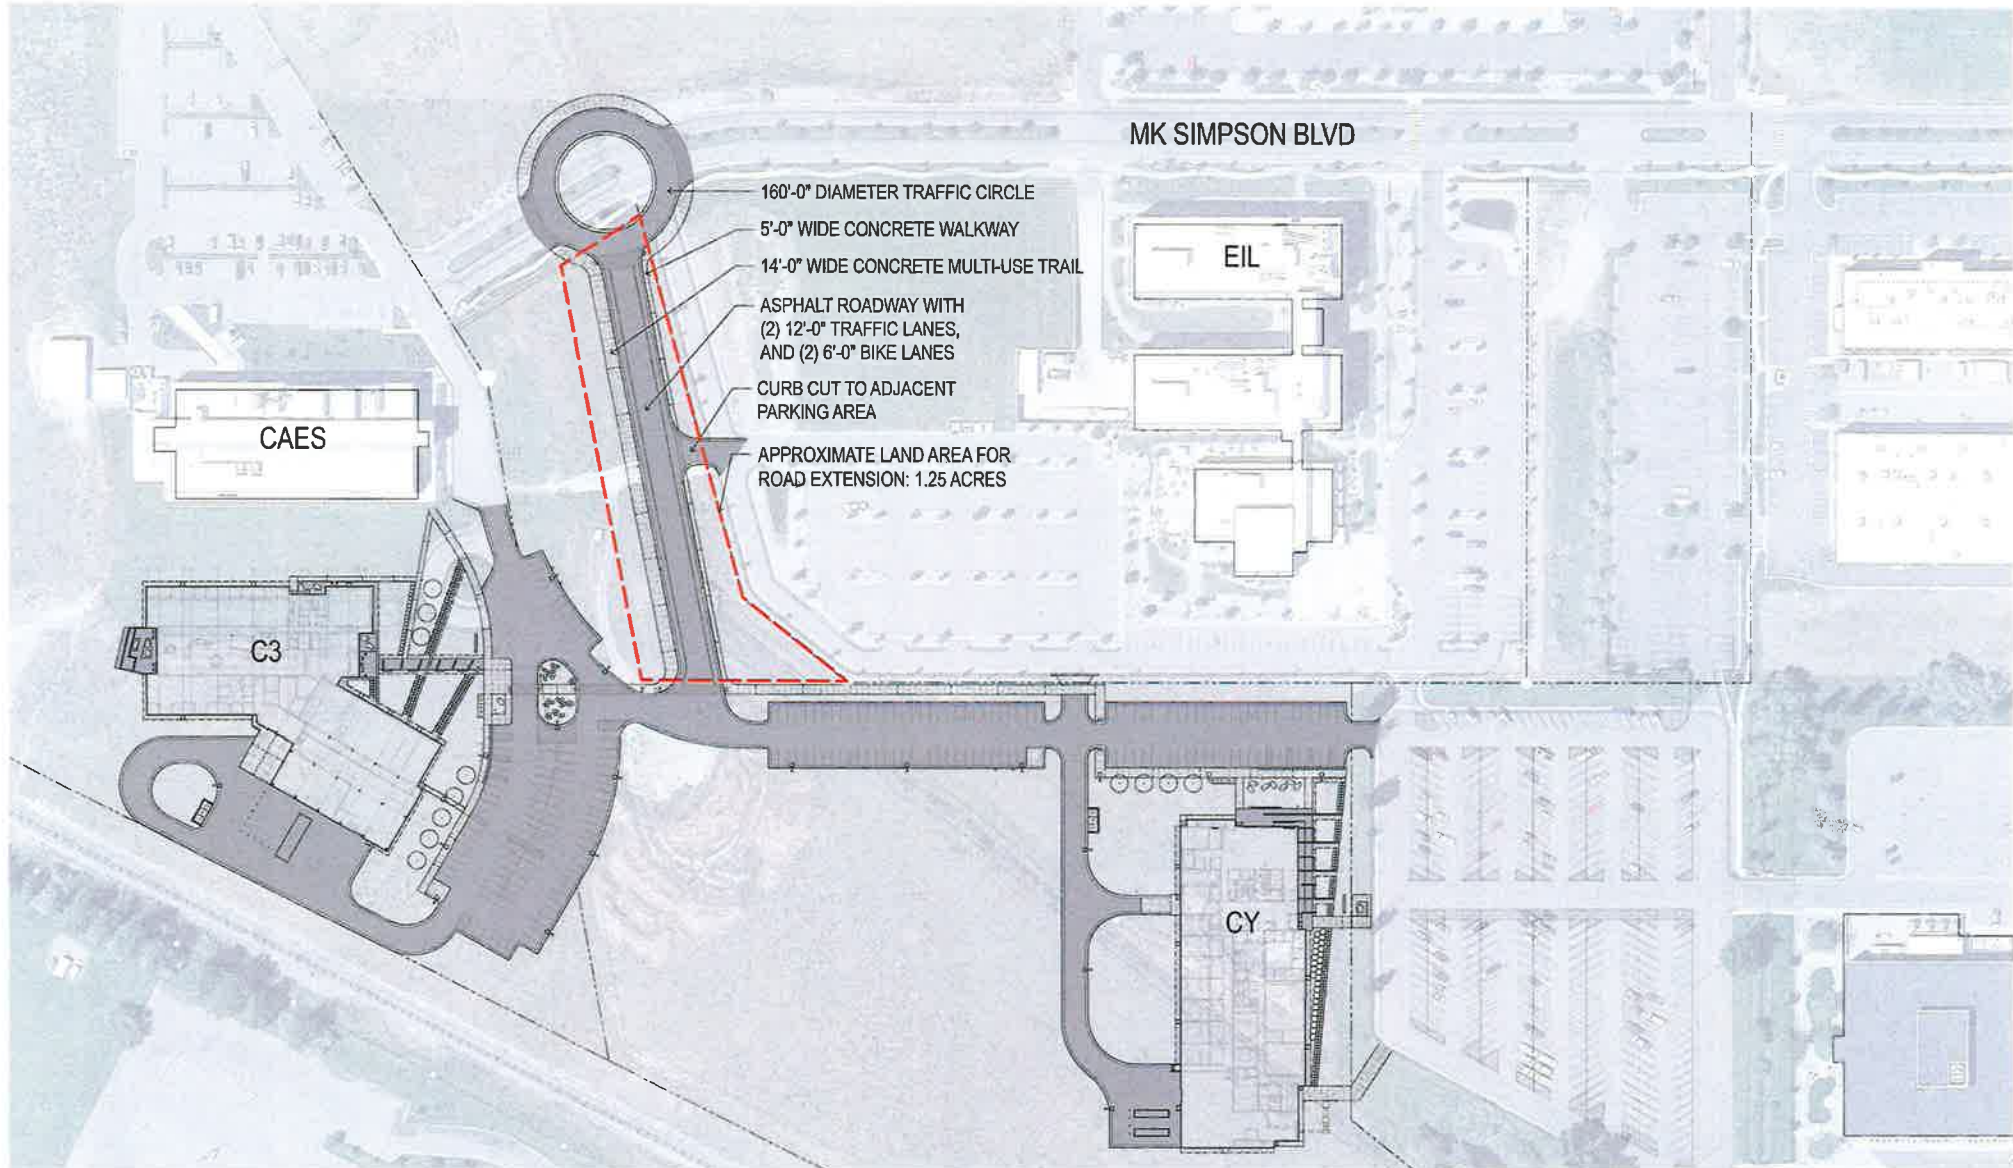 MK SIMPSON BLVD
160'-0" DIAMETER TRAFFIC CIRCLE
5'-0" WIDE CONCRETE WALKWAY
14'-0" WIDE CONCRETE MULTI-USE TRAIL
ASPHALT ROADWAY WITH
(2) 12'-0" TRAFFIC LANES,
AND (2) 6'-0" BIKE LANES
CURB CUT TO ADJACENT
PARKING AREA
APPROXIMATE LAND AREA FOR
ROAD EXTENSION: 1.25 ACRES
EIL
CAES
C3
CY